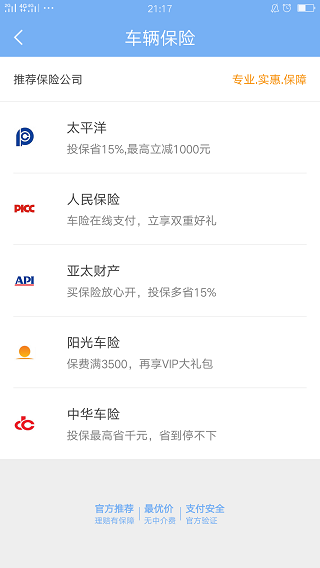 21:17
车辆保险
推荐保险公司
专业.实惠.保障
太平洋
投保省15%,最高立减1000元
PICC
人民保险
车险在线支付，立享双重好礼
API
亚太财产
买保险放心开，投保多省15%
阳光车险
保费满3500，再享VIP大礼包
中华车险
投保最高省千元，省到停不下
官方推荐 最优价 支付安全
理赔有保障 无中介费 官方验证